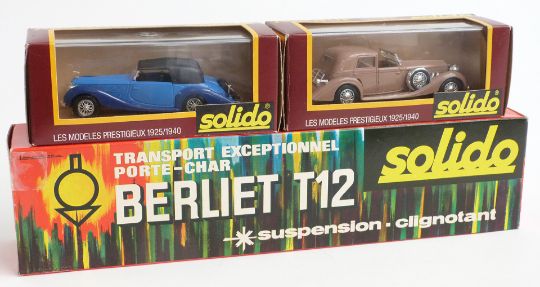 LES MODELES PRESTIGIEUX 1925/1940
solido
LES MODELES PRESTIGIEUX 1925/1940
solido
TRANSPORT EXCEPTIONNEL
PORTE-CHAR
BERLIET T12
solido
suspension - clignotant